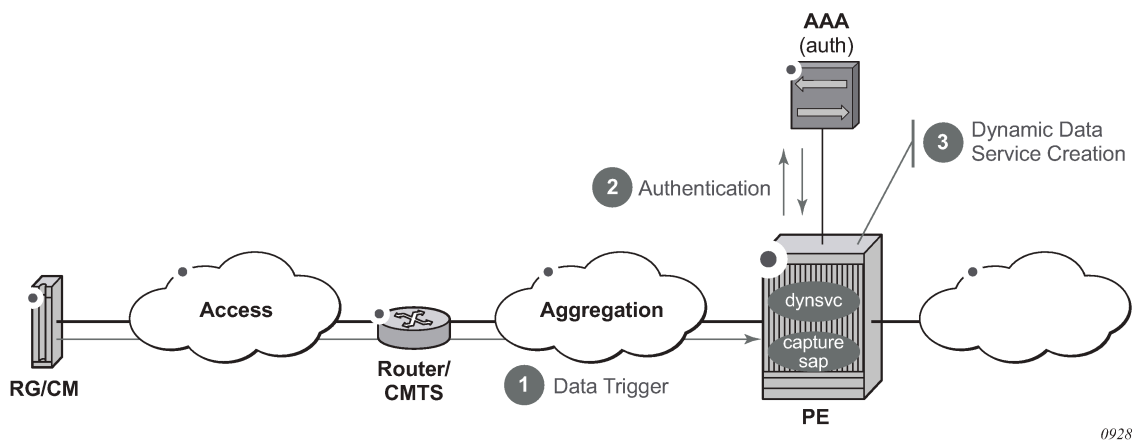 AAA
(auth)
3
Dynamic Data
Service Creation
2
Authentication
Access
Aggregation
dynsvc
capture
sap
RG/CM
Router/
CMTS
1
Data Trigger
PE
0928